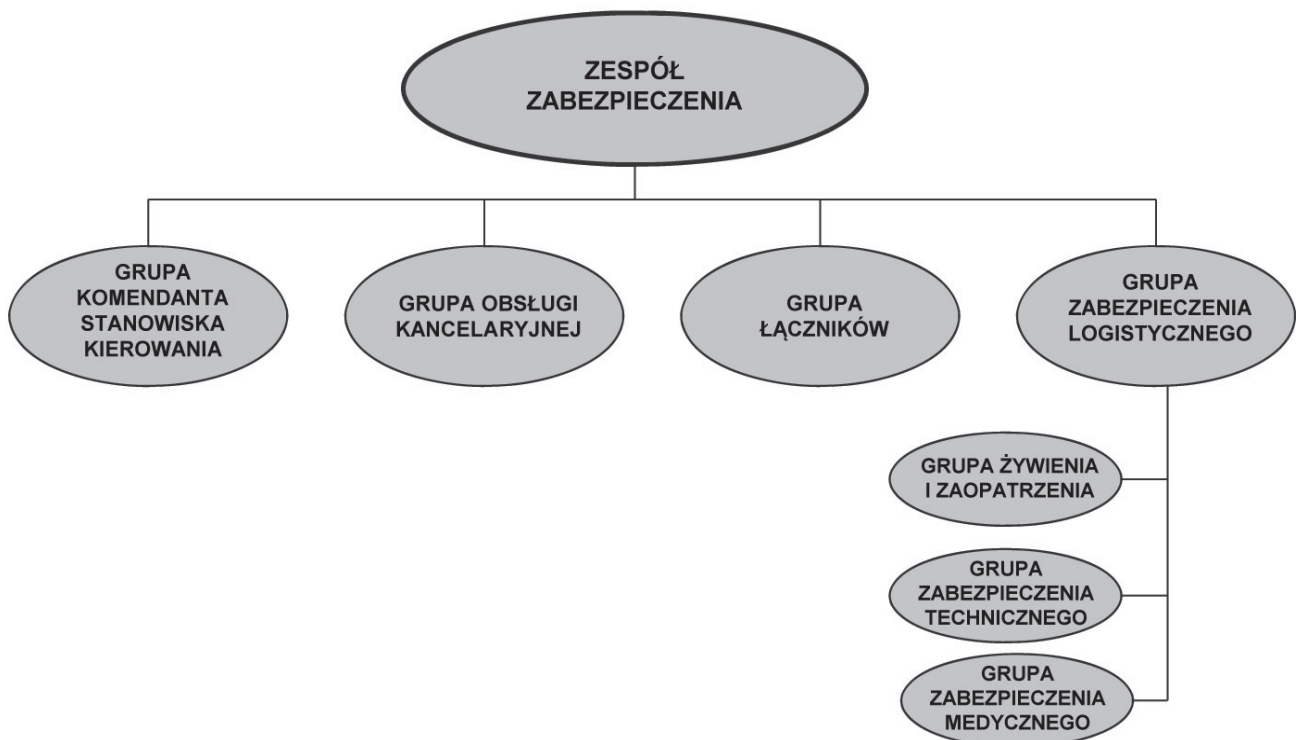 ZESPÓŁ
ZABEZPIECZENIA
GRUPA
KOMENDANTA
STANOWISKA
KIEROWANIA
GRUPA OBSŁUGI
KANCELARYJNEJ
GRUPA
ŁĄCZNIKÓW
GRUPA
ZABEZPIECZENIA
LOGISTYCZNEGO
GRUPA ŻYWIENIA
I ZAOPATRZENIA
GRUPA
ZABEZPIECZENIA
TECHNICZNEGO
GRUPA
ZABEZPIECZENIA
MEDYCZNEGO